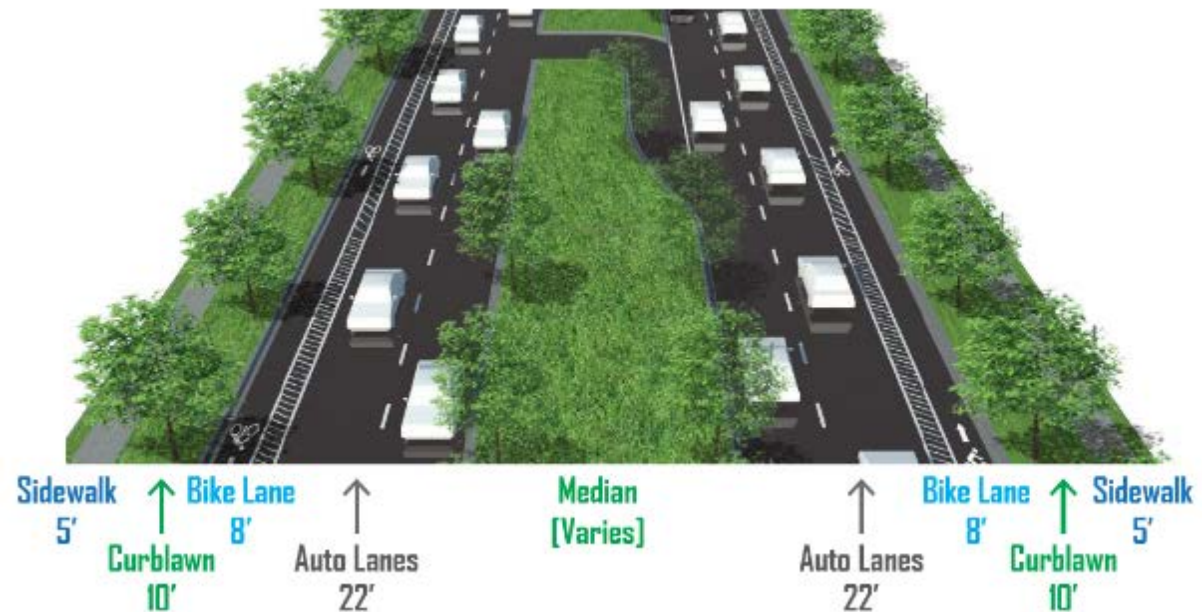 Sidewalk
5'
Curblawn
10'
Bike Lane
8'
Auto Lanes
22'
Median
[Varies]
Auto Lanes
22'
Bike Lane
8'
Curblawn
10'
Sidewalk
5'